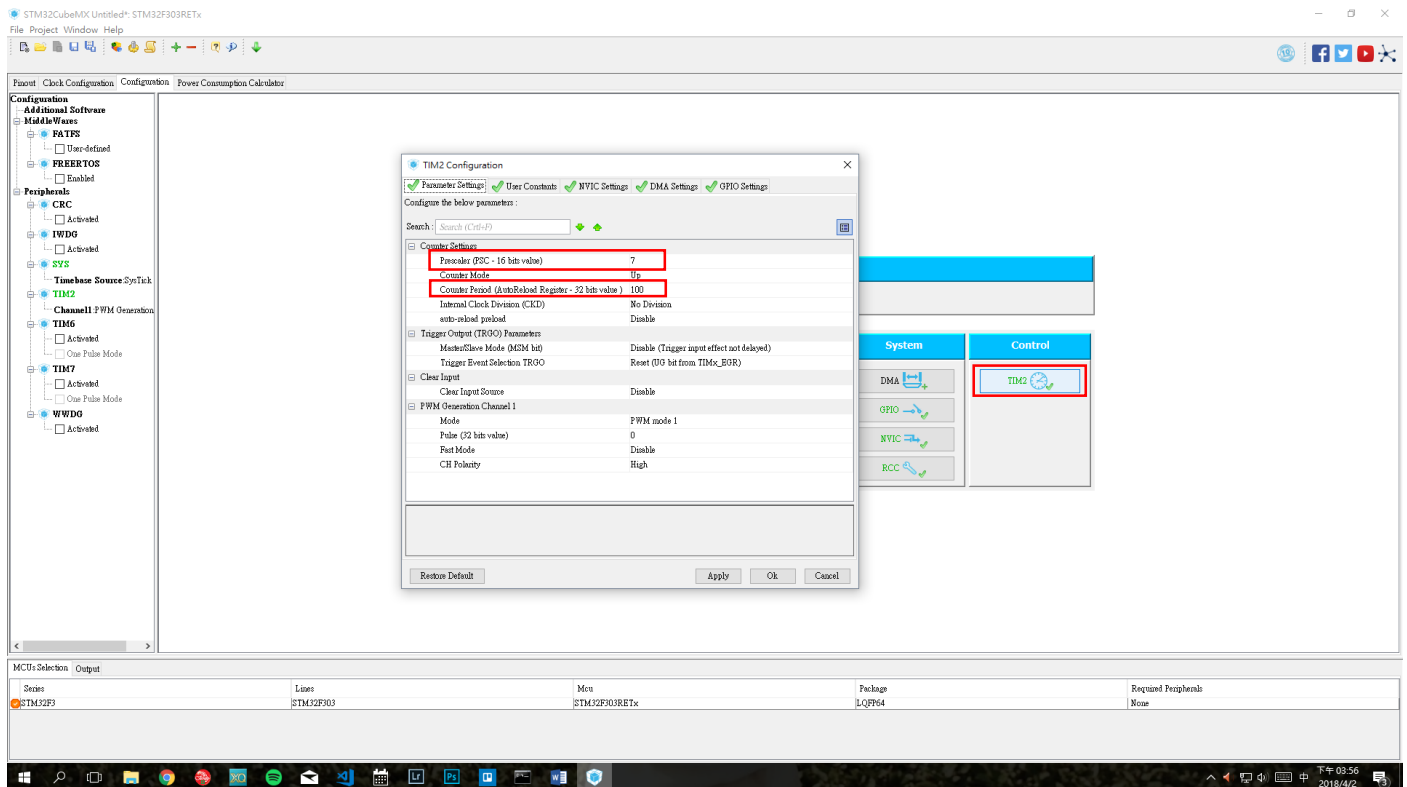 STM32CubeMX Untitled*: STM32F303RETx
File Project Window Help
Pinout Clock Configuration Configuration Power Consumption Calculator
Configuration
Additional Software
MiddleWares
FATFS
User-defined
FREERTOS
Enabled
Peripherals
CRC
Activated
IWDG
Activated
SYS
Timebase Source:SysTick
TIM2
Channel1:PWM Generation
TIM6
Activated
One Pulse Mode
TIM7
Activated
One Pulse Mode
WWDG
Activated
TIM2 Configuration
Parameter Settings User Constants NVIC Settings DMA Settings GPIO Settings
Configure the below parameters :
Search : Search (Crtl+F)
Counter Settings
Prescaler (PSC - 16 bits value) 7
Counter Mode Up
Counter Period (AutoReload Register - 32 bits value ) 100
Internal Clock Division (CKD) No Division
auto-reload preload Disable
Trigger Output (TRGO) Parameters
Master/Slave Mode (MSM bit) Disable (Trigger input effect not delayed)
Trigger Event Selection TRGO Reset (UG bit from TIMx_EGR)
Clear Input
Clear Input Source Disable
PWM Generation Channel 1
Mode PWM mode 1
Pulse (32 bits value) 0
Fast Mode Disable
CH Polarity High
Restore Default Apply Ok Cancel
System Control
DMA TIM2
GPIO
NVIC
RCC
MCUs Selection Output
Series Lines Mcu Package Required Peripherals
STM32F3 STM32F303 STM32F303RETx LQFP64 None
Lr Ps
中 下午 03:56
2018/4/2
3